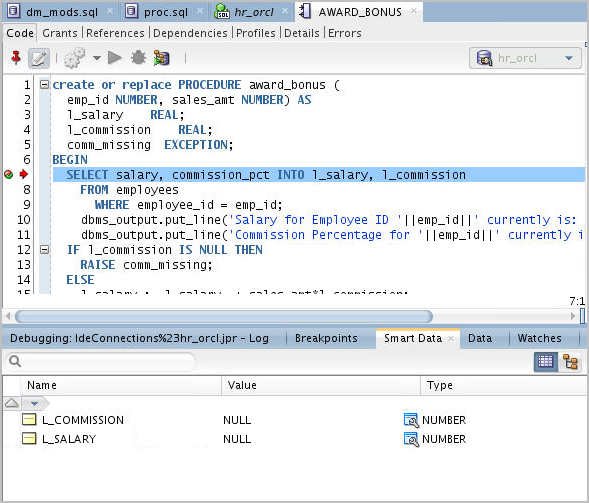 dm_mods.sql proc.sql hr_orcl AWARD_BONUS
Code Grants References Dependencies Profiles Details Errors
hr_orcl
1 create or replace PROCEDURE award_bonus (
2 emp_id NUMBER, sales_amt NUMBER) AS
3 l_salary REAL;
4 l_commission REAL;
5 comm_missing EXCEPTION;
6 BEGIN
SELECT salary, commission_pct INTO l_salary, l_commission
8 FROM employees
9 WHERE employee_id = emp_id;
10 dbms_output.put_line('Salary for Employee ID '||emp_id||' currently is:
11 dbms_output.put_line('Commission Percentage for '||emp_id||' currently i
12 IF l_commission IS NULL THEN
13 RAISE comm_missing;
14 ELSE
7:1
Debugging: IdeConnections%23hr_orcl.jpr - Log Breakpoints Smart Data Data Watches
Name Value Type
L_COMMISSION NULL NUMBER
L_SALARY NULL NUMBER